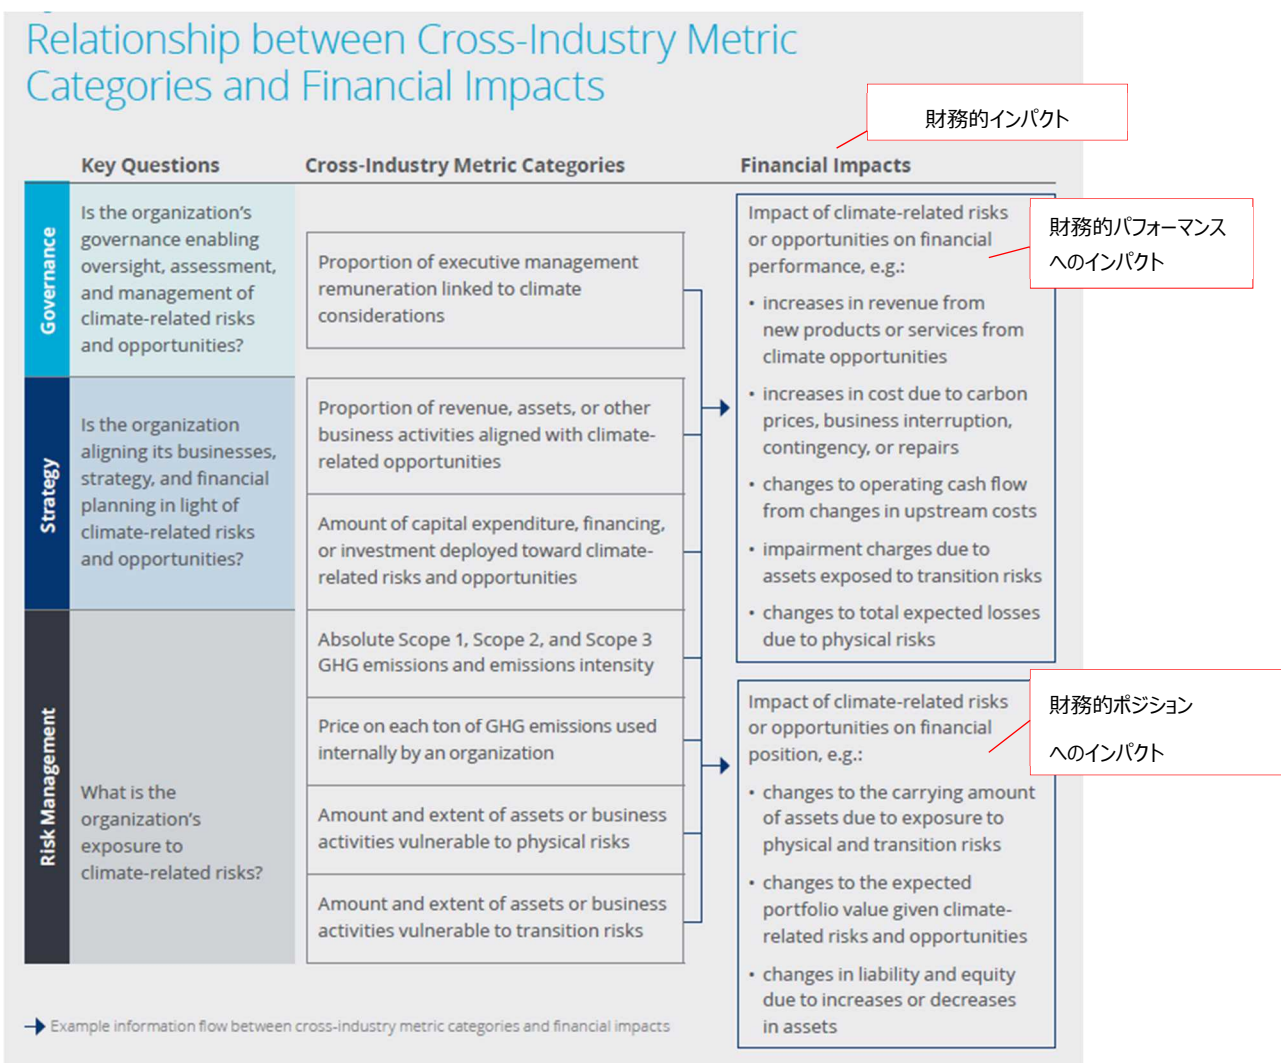 Relationship between Cross-Industry Metric
Categories and Financial Impacts
財務的インパクト
Key Questions
Cross-Industry Metric Categories
Financial Impacts
Governance
Is the organization’s
governance enabling
oversight, assessment,
and management of
climate-related risks
and opportunities?
Proportion of executive management
remuneration linked to climate
considerations
Strategy
Is the organization
aligning its businesses,
strategy, and financial
planning in light of
climate-related risks
and opportunities?
Proportion of revenue, assets, or other
business activities aligned with climate-
related opportunities
Amount of capital expenditure, financing,
or investment deployed toward climate-
related risks and opportunities
Risk Management
What is the
organization’s
exposure to
climate-related risks?
Absolute Scope 1, Scope 2, and Scope 3
GHG emissions and emissions intensity
Price on each ton of GHG emissions used
internally by an organization
Amount and extent of assets or business
activities vulnerable to physical risks
Amount and extent of assets or business
activities vulnerable to transition risks
Impact of climate-related risks
or opportunities on financial
performance, e.g.:
• increases in revenue from
new products or services from
climate opportunities
• increases in cost due to carbon
prices, business interruption,
contingency, or repairs
• changes to operating cash flow
from changes in upstream costs
• impairment charges due to
assets exposed to transition risks
• changes to total expected losses
due to physical risks
財務的パフォーマンス
へのインパクト
Impact of climate-related risks
or opportunities on financial
position, e.g.:
• changes to the carrying amount
of assets due to exposure to
physical and transition risks
• changes to the expected
portfolio value given climate-
related risks and opportunities
• changes in liability and equity
due to increases or decreases
in assets
財務的ポジション
へのインパクト
Example information flow between cross-industry metric categories and financial impacts